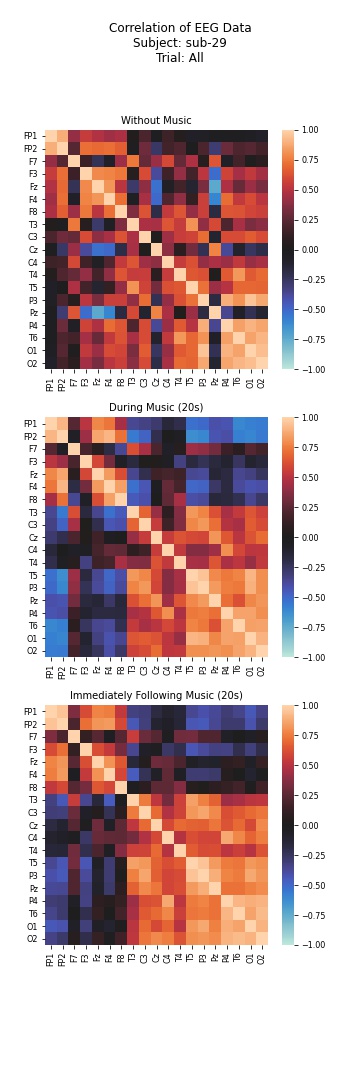 Correlation of EEG Data
Subject: sub-29
Trial: All
Without Music
FP1
FP2
F7
F3
Fz
F4
F8
T3
C3
Cz
C4
T4
T5
P3
Pz
P4
T6
O1
O2
FP1 FP2 F7 F3 Fz F4 F8 T3 C3 Cz C4 T4 T5 P3 Pz P4 T6 O1 O2
1.00
0.75
0.50
0.25
0.00
−0.25
−0.50
−0.75
−1.00
During Music (20s)
FP1
FP2
F7
F3
Fz
F4
F8
T3
C3
Cz
C4
T4
T5
P3
Pz
P4
T6
O1
O2
FP1 FP2 F7 F3 Fz F4 F8 T3 C3 Cz C4 T4 T5 P3 Pz P4 T6 O1 O2
1.00
0.75
0.50
0.25
0.00
−0.25
−0.50
−0.75
−1.00
Immediately Following Music (20s)
FP1
FP2
F7
F3
Fz
F4
F8
T3
C3
Cz
C4
T4
T5
P3
Pz
P4
T6
O1
O2
FP1 FP2 F7 F3 Fz F4 F8 T3 C3 Cz C4 T4 T5 P3 Pz P4 T6 O1 O2
1.00
0.75
0.50
0.25
0.00
−0.25
−0.50
−0.75
−1.00